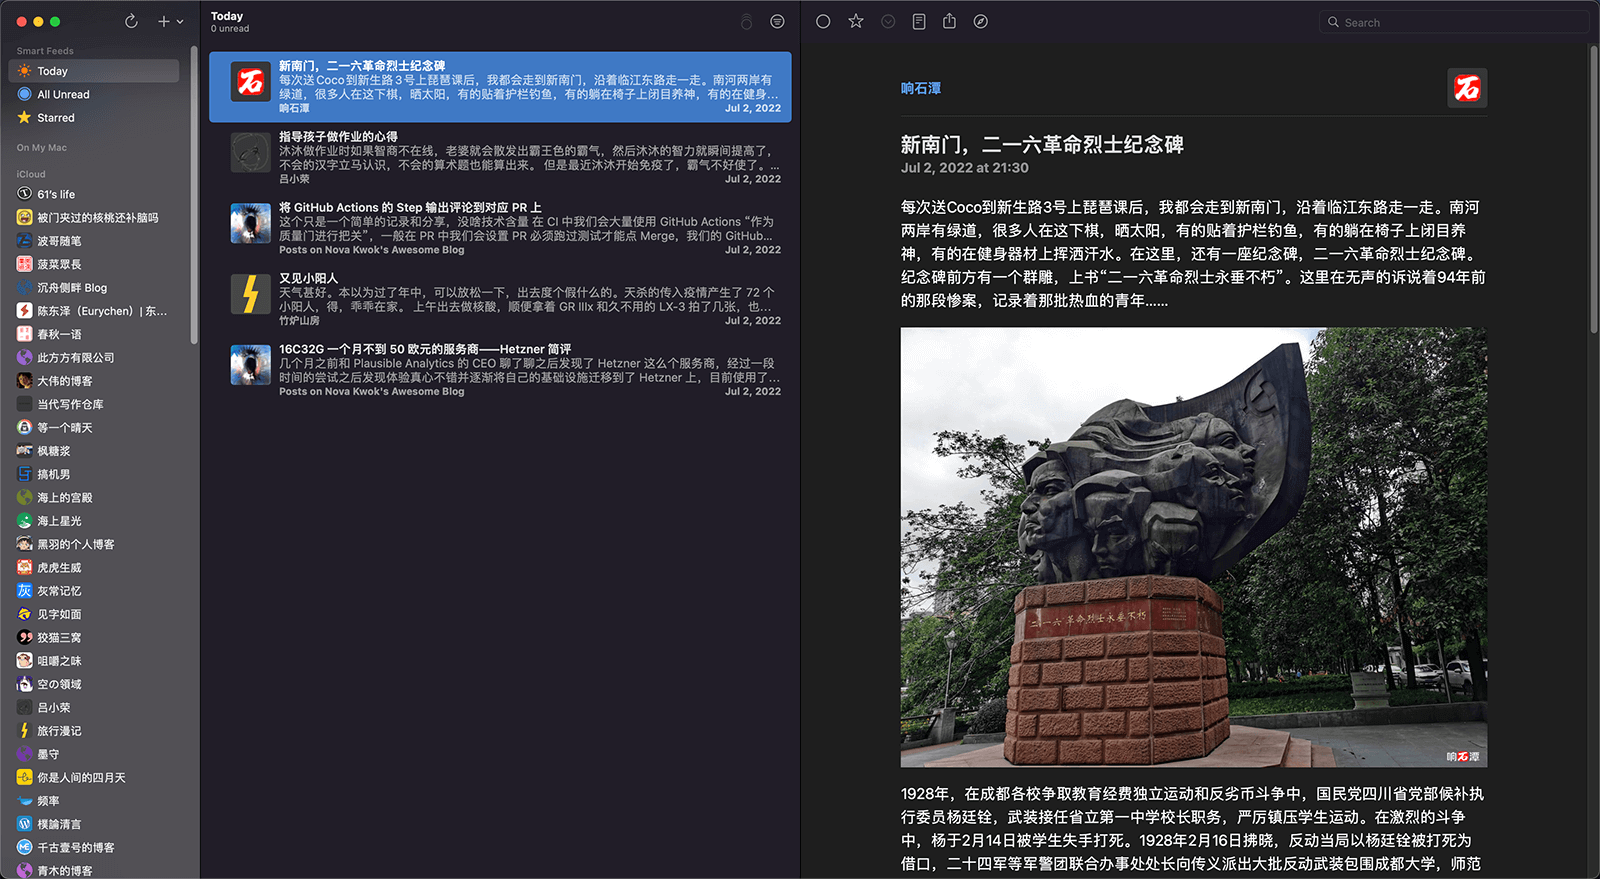 Today
0 unread
Search
Smart Feeds
Today
All Unread
Starred
On My Mac
iCloud
61's life
被门夹过的核桃还补脑吗
波哥随笔
菠菜眾長
沉舟侧畔 Blog
陈东泽（Eurychen）| 东...
春秋一语
此方方有限公司
大伟的博客
当代写作仓库
等一个晴天
枫糖浆
搞机男
海上的宫殿
海上星光
黑羽的个人博客
虎虎生威
灰常记忆
见字如面
狡猫三窝
咀嚼之味
空の領域
吕小荣
旅行漫记
墨守
你是人间的四月天
频率
樸論清言
千古壹号的博客
青木的博客
新南门，二一六革命烈士纪念碑
每次送Coco到新生路3号上琵琶课后，我都会走到新南门，沿着临江东路走一走。南河两岸有
绿道，很多人在这下棋，晒太阳，有的贴着护栏钓鱼，有的躺在椅子上闭目养神，有的在健身...
响石潭
Jul 2, 2022
指导孩子做作业的心得
沐沐做作业时如果智商不在线，老婆就会散发出霸王色的霸气，然后沐沐的智力就瞬间提高了，
不会的汉字立马认识，不会的算术题也能算出来。 但是最近沐沐开始免疫了，霸气不好使了。...
吕小荣
Jul 2, 2022
将 GitHub Actions 的 Step 输出评论到对应 PR 上
这个只是一个简单的记录和分享，没啥技术含量 在 CI 中我们会大量使用 GitHub Actions “作为
质量门进行把关”，一般在 PR 中我们会设置 PR 必须跑过测试才能点 Merge，我们的 GitHub...
Posts on Nova Kwok's Awesome Blog
Jul 2, 2022
又见小阳人
天气甚好。本以为过了年中，可以放松一下，出去度个假什么的。天杀的传入疫情产生了 72 个
小阳人，得，乖乖在家。 上午出去做核酸，顺便拿着 GR IIIx 和久不用的 LX-3 拍了几张，也...
竹炉山房
Jul 2, 2022
16C32G 一个月不到 50 欧元的服务商——Hetzner 简评
几个月之前和 Plausible Analytics 的 CEO 聊了聊之后发现了 Hetzner 这么个服务商，经过一段
时间的尝试之后发现体验真心不错并逐渐将自己的基础设施迁移到了 Hetzner 上，目前使用了...
Posts on Nova Kwok's Awesome Blog
Jul 2, 2022
响石潭
新南门，二一六革命烈士纪念碑
Jul 2, 2022 at 21:30
每次送Coco到新生路3号上琵琶课后，我都会走到新南门，沿着临江东路走一走。南河
两岸有绿道，很多人在这下棋，晒太阳，有的贴着护栏钓鱼，有的躺在椅子上闭目养
神，有的在健身器材上挥洒汗水。在这里，还有一座纪念碑，二一六革命烈士纪念碑。
纪念碑前方有一个群雕，上书“二一六革命烈士永垂不朽”。这里在无声的诉说着94年前
的那段惨案，记录着那批热血的青年......
二一六革命烈士永垂不朽
响石潭
1928年，在成都各校争取教育经费独立运动和反劣币斗争中，国民党四川省党部候补执
行委员杨廷铨，武装接任省立第一中学校长职务，严厉镇压学生运动。在激烈的斗争
中，杨于2月14日被学生失手打死。1928年2月16日拂晓，反动当局以杨廷铨被打死为
借口，二十四军等军警团联合办事处处长向传义派出大批反动武装包围成都大学，师范